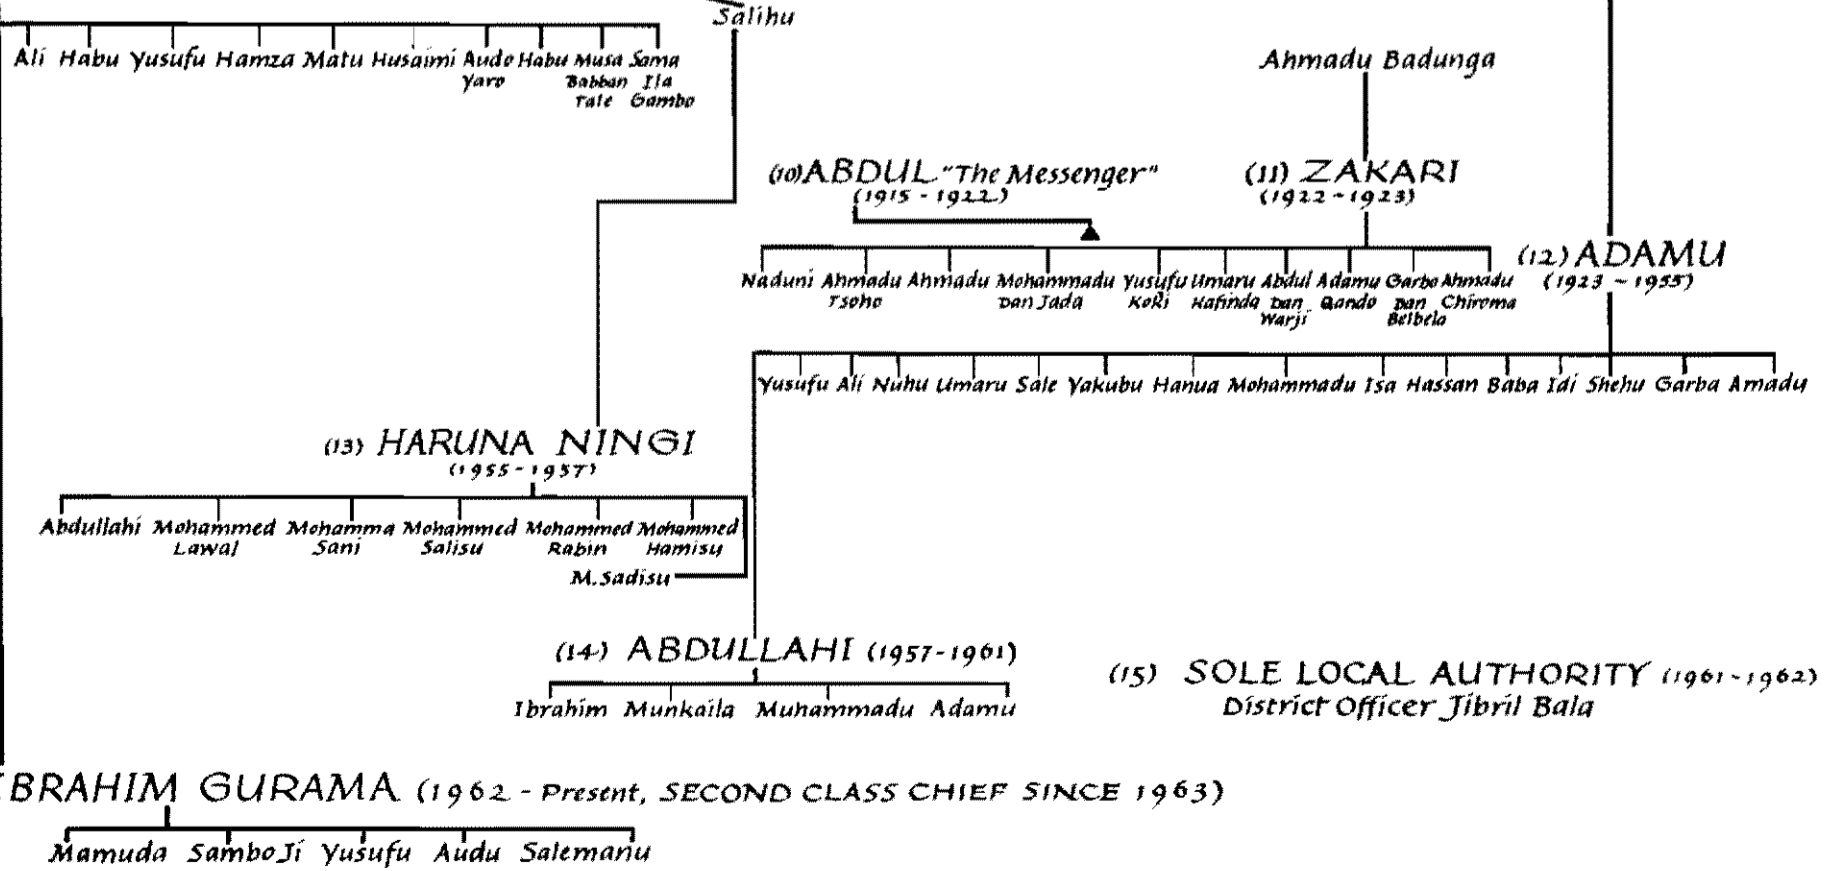 Salihu
Ali Habu Yusufu Hamza Matu Husaimi Audo Habu Musa Sama
Yaro Babban Ila
Tale Gambo
Ahmadu Badunga
(10) ABDUL "The Messenger"
(1915 - 1922)
(11) ZAKARI
(1922 - 1923)
(12) ADAMU
(1923 - 1955)
Naduni Ahmadu Ahmadu Mohammadu Yusufu Umaru Abdul Adamu Garba Ahmadu
Tsoho Dan Jada Koki Kafinda Dan Dan Chiroma
Warji Belbela
Yusufu Ali Nuhu Umaru Sale Yakubu Hanua Mohammadu Isa Hassan Baba Idi Shehu Garba Amadu
(13) HARUNA NINGI
(1955 - 1957)
Abdullahi Mohammed Mohamma Mohammed Mohammed Mohammed
Lawal Sani Salisu Rabin Hamisu
M. Sadisu
(14) ABDULLAHI (1957-1961)
Ibrahim Munkaila Muhammadu Adamu
(15) SOLE LOCAL AUTHORITY (1961-1962)
District Officer Jibril Bala
IBRAHIM GURAMA (1962 - Present, SECOND CLASS CHIEF SINCE 1963)
Mamuda Sambo Ji Yusufu Audu Salemanu